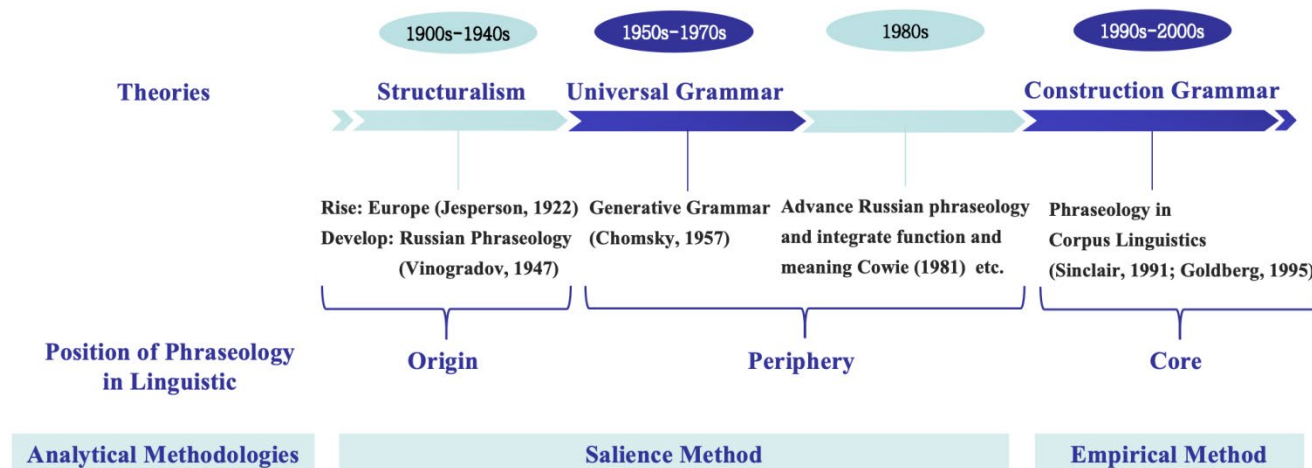 1900s-1940s
1950s-1970s
1980s
1990s-2000s
Theories
Structuralism
Universal Grammar
Construction Grammar
Rise: Europe (Jesperson, 1922)
Develop: Russian Phraseology
(Vinogradov, 1947)
Generative Grammar
(Chomsky, 1957)
Advance Russian phraseology
and integrate function and
meaning Cowie (1981) etc.
Phraseology in
Corpus Linguistics
(Sinclair, 1991; Goldberg, 1995)
Position of Phraseology
in Linguistic
Origin
Periphery
Core
Analytical Methodologies
Salience Method
Empirical Method